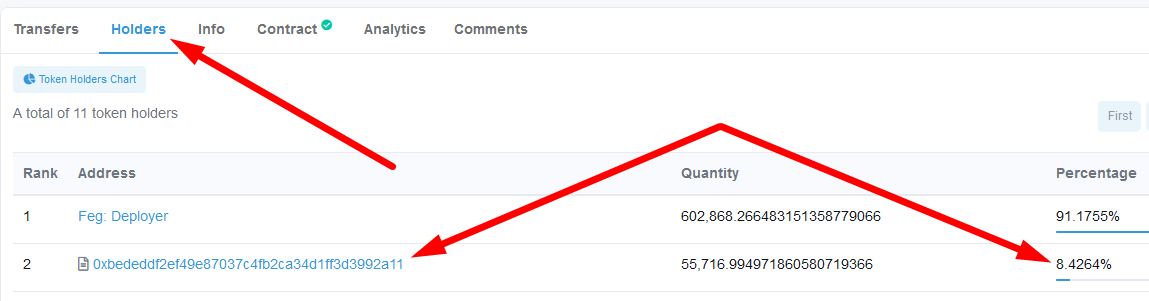 Transfers Holders Info Contract Analytics Comments
Token Holders Chart
A total of 11 token holders
First
Rank Address Quantity Percentage
1 Feg: Deployer 602,868.266483151358779066 91.1755%
2 0xbededdf2ef49e87037c4fb2ca34d1ff3d3992a11 55,716.994971860580719366 8.4264%